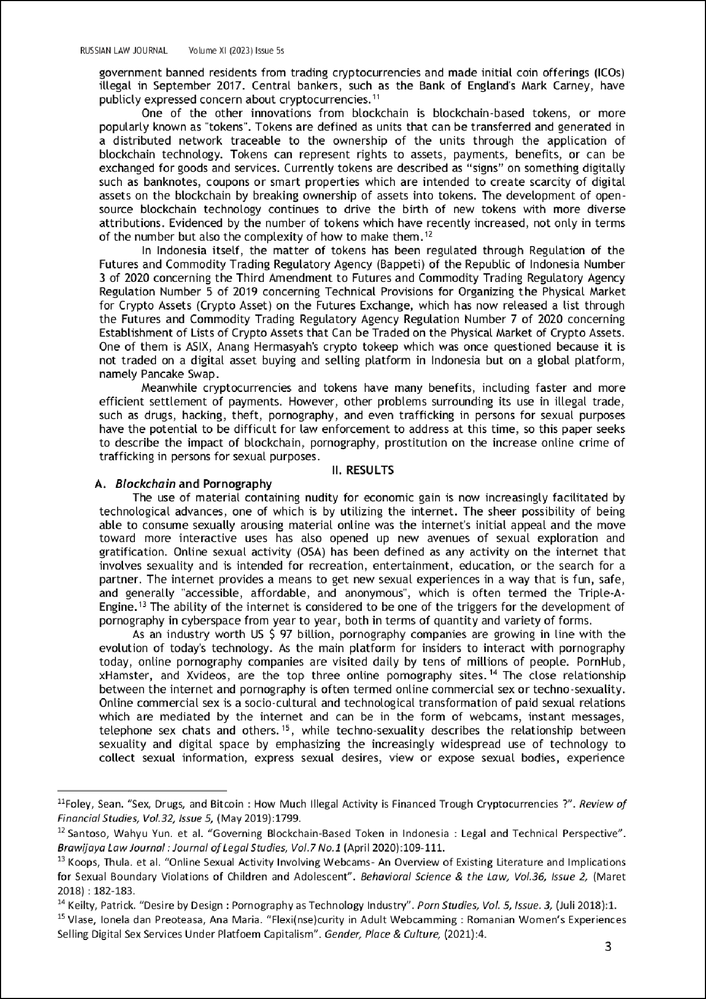 RUSSIAN LAW JOURNAL Volume XI (2023) Issue 5s
government banned residents from trading cryptocurrencies and made initial coin offerings (ICOs)
illegal in September 2017. Central bankers, such as the Bank of England's Mark Carney, have
publicly expressed concern about cryptocurrencies.11
One of the other innovations from blockchain is blockchain-based tokens, or more
popularly known as "tokens". Tokens are defined as units that can be transferred and generated in
a distributed network traceable to the ownership of the units through the application of
blockchain technology. Tokens can represent rights to assets, payments, benefits, or can be
exchanged for goods and services. Currently tokens are described as “signs” on something digitally
such as banknotes, coupons or smart properties which are intended to create scarcity of digital
assets on the blockchain by breaking ownership of assets into tokens. The development of open-
source blockchain technology continues to drive the birth of new tokens with more diverse
attributions. Evidenced by the number of tokens which have recently increased, not only in terms
of the number but also the complexity of how to make them.12
In Indonesia itself, the matter of tokens has been regulated through Regulation of the
Futures and Commodity Trading Regulatory Agency (Bappeti) of the Republic of Indonesia Number
3 of 2020 concerning the Third Amendment to Futures and Commodity Trading Regulatory Agency
Regulation Number 5 of 2019 concerning Technical Provisions for Organizing the Physical Market
for Crypto Assets (Crypto Asset) on the Futures Exchange, which has now released a list through
the Futures and Commodity Trading Regulatory Agency Regulation Number 7 of 2020 concerning
Establishment of Lists of Crypto Assets that Can be Traded on the Physical Market of Crypto Assets.
One of them is ASIX, Anang Hermasyah's crypto tokeep which was once questioned because it is
not traded on a digital asset buying and selling platform in Indonesia but on a global platform,
namely Pancake Swap.
Meanwhile cryptocurrencies and tokens have many benefits, including faster and more
efficient settlement of payments. However, other problems surrounding its use in illegal trade,
such as drugs, hacking, theft, pornography, and even trafficking in persons for sexual purposes
have the potential to be difficult for law enforcement to address at this time, so this paper seeks
to describe the impact of blockchain, pornography, prostitution on the increase online crime of
trafficking in persons for sexual purposes.
II. RESULTS
A. Blockchain and Pornography
The use of material containing nudity for economic gain is now increasingly facilitated by
technological advances, one of which is by utilizing the internet. The sheer possibility of being
able to consume sexually arousing material online was the internet's initial appeal and the move
toward more interactive uses has also opened up new avenues of sexual exploration and
gratification. Online sexual activity (OSA) has been defined as any activity on the internet that
involves sexuality and is intended for recreation, entertainment, education, or the search for a
partner. The internet provides a means to get new sexual experiences in a way that is fun, safe,
and generally "accessible, affordable, and anonymous", which is often termed the Triple-A-
Engine.13 The ability of the internet is considered to be one of the triggers for the development of
pornography in cyberspace from year to year, both in terms of quantity and variety of forms.
As an industry worth US $ 97 billion, pornography companies are growing in line with the
evolution of today's technology. As the main platform for insiders to interact with pornography
today, online pornography companies are visited daily by tens of millions of people. PornHub,
xHamster, and Xvideos, are the top three online pornography sites.14 The close relationship
between the internet and pornography is often termed online commercial sex or techno-sexuality.
Online commercial sex is a socio-cultural and technological transformation of paid sexual relations
which are mediated by the internet and can be in the form of webcams, instant messages,
telephone sex chats and others.15, while techno-sexuality describes the relationship between
sexuality and digital space by emphasizing the increasingly widespread use of technology to
collect sexual information, express sexual desires, view or expose sexual bodies, experience
11Foley, Sean. “Sex, Drugs, and Bitcoin : How Much Illegal Activity is Financed Trough Cryptocurrencies ?”. Review of
Financial Studies, Vol.32, Issue 5, (May 2019):1799.
12 Santoso, Wahyu Yun. et al. “Governing Blockchain-Based Token in Indonesia : Legal and Technical Perspective”.
Brawijaya Law Journal : Journal of Legal Studies, Vol.7 No.1 (April 2020):109-111.
13 Koops, Thula. et al. “Online Sexual Activity Involving Webcams- An Overview of Existing Literature and Implications
for Sexual Boundary Violations of Children and Adolescent”. Behavioral Science & the Law, Vol.36, Issue 2, (Maret
2018) : 182-183.
14 Keilty, Patrick. “Desire by Design : Pornography as Technology Industry”. Porn Studies, Vol. 5, Issue. 3, (Juli 2018):1.
15 Vlase, Ionela dan Preoteasa, Ana Maria. “Flexi(nse)curity in Adult Webcamming : Romanian Women’s Experiences
Selling Digital Sex Services Under Platfoem Capitalism”. Gender, Place & Culture, (2021):4.
3